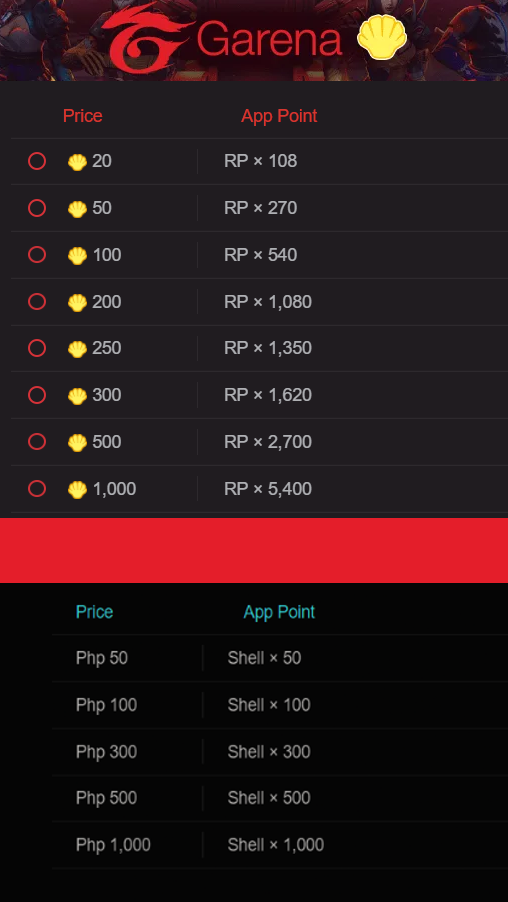 Garena
Price App Point
20 RP × 108
50 RP × 270
100 RP × 540
200 RP × 1,080
250 RP × 1,350
300 RP × 1,620
500 RP × 2,700
1,000 RP × 5,400
Price App Point
Php 50 Shell × 50
Php 100 Shell × 100
Php 300 Shell × 300
Php 500 Shell × 500
Php 1,000 Shell × 1,000